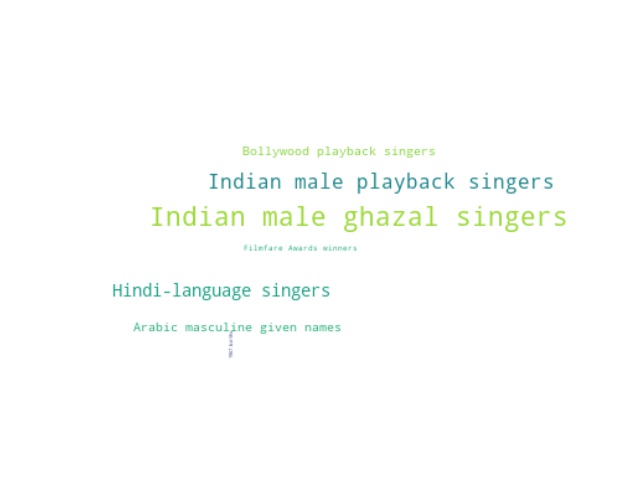 Bollywood playback singers
Indian male playback singers
Indian male ghazal singers
Filmfare Awards winners
Hindi-language singers
Arabic masculine given names